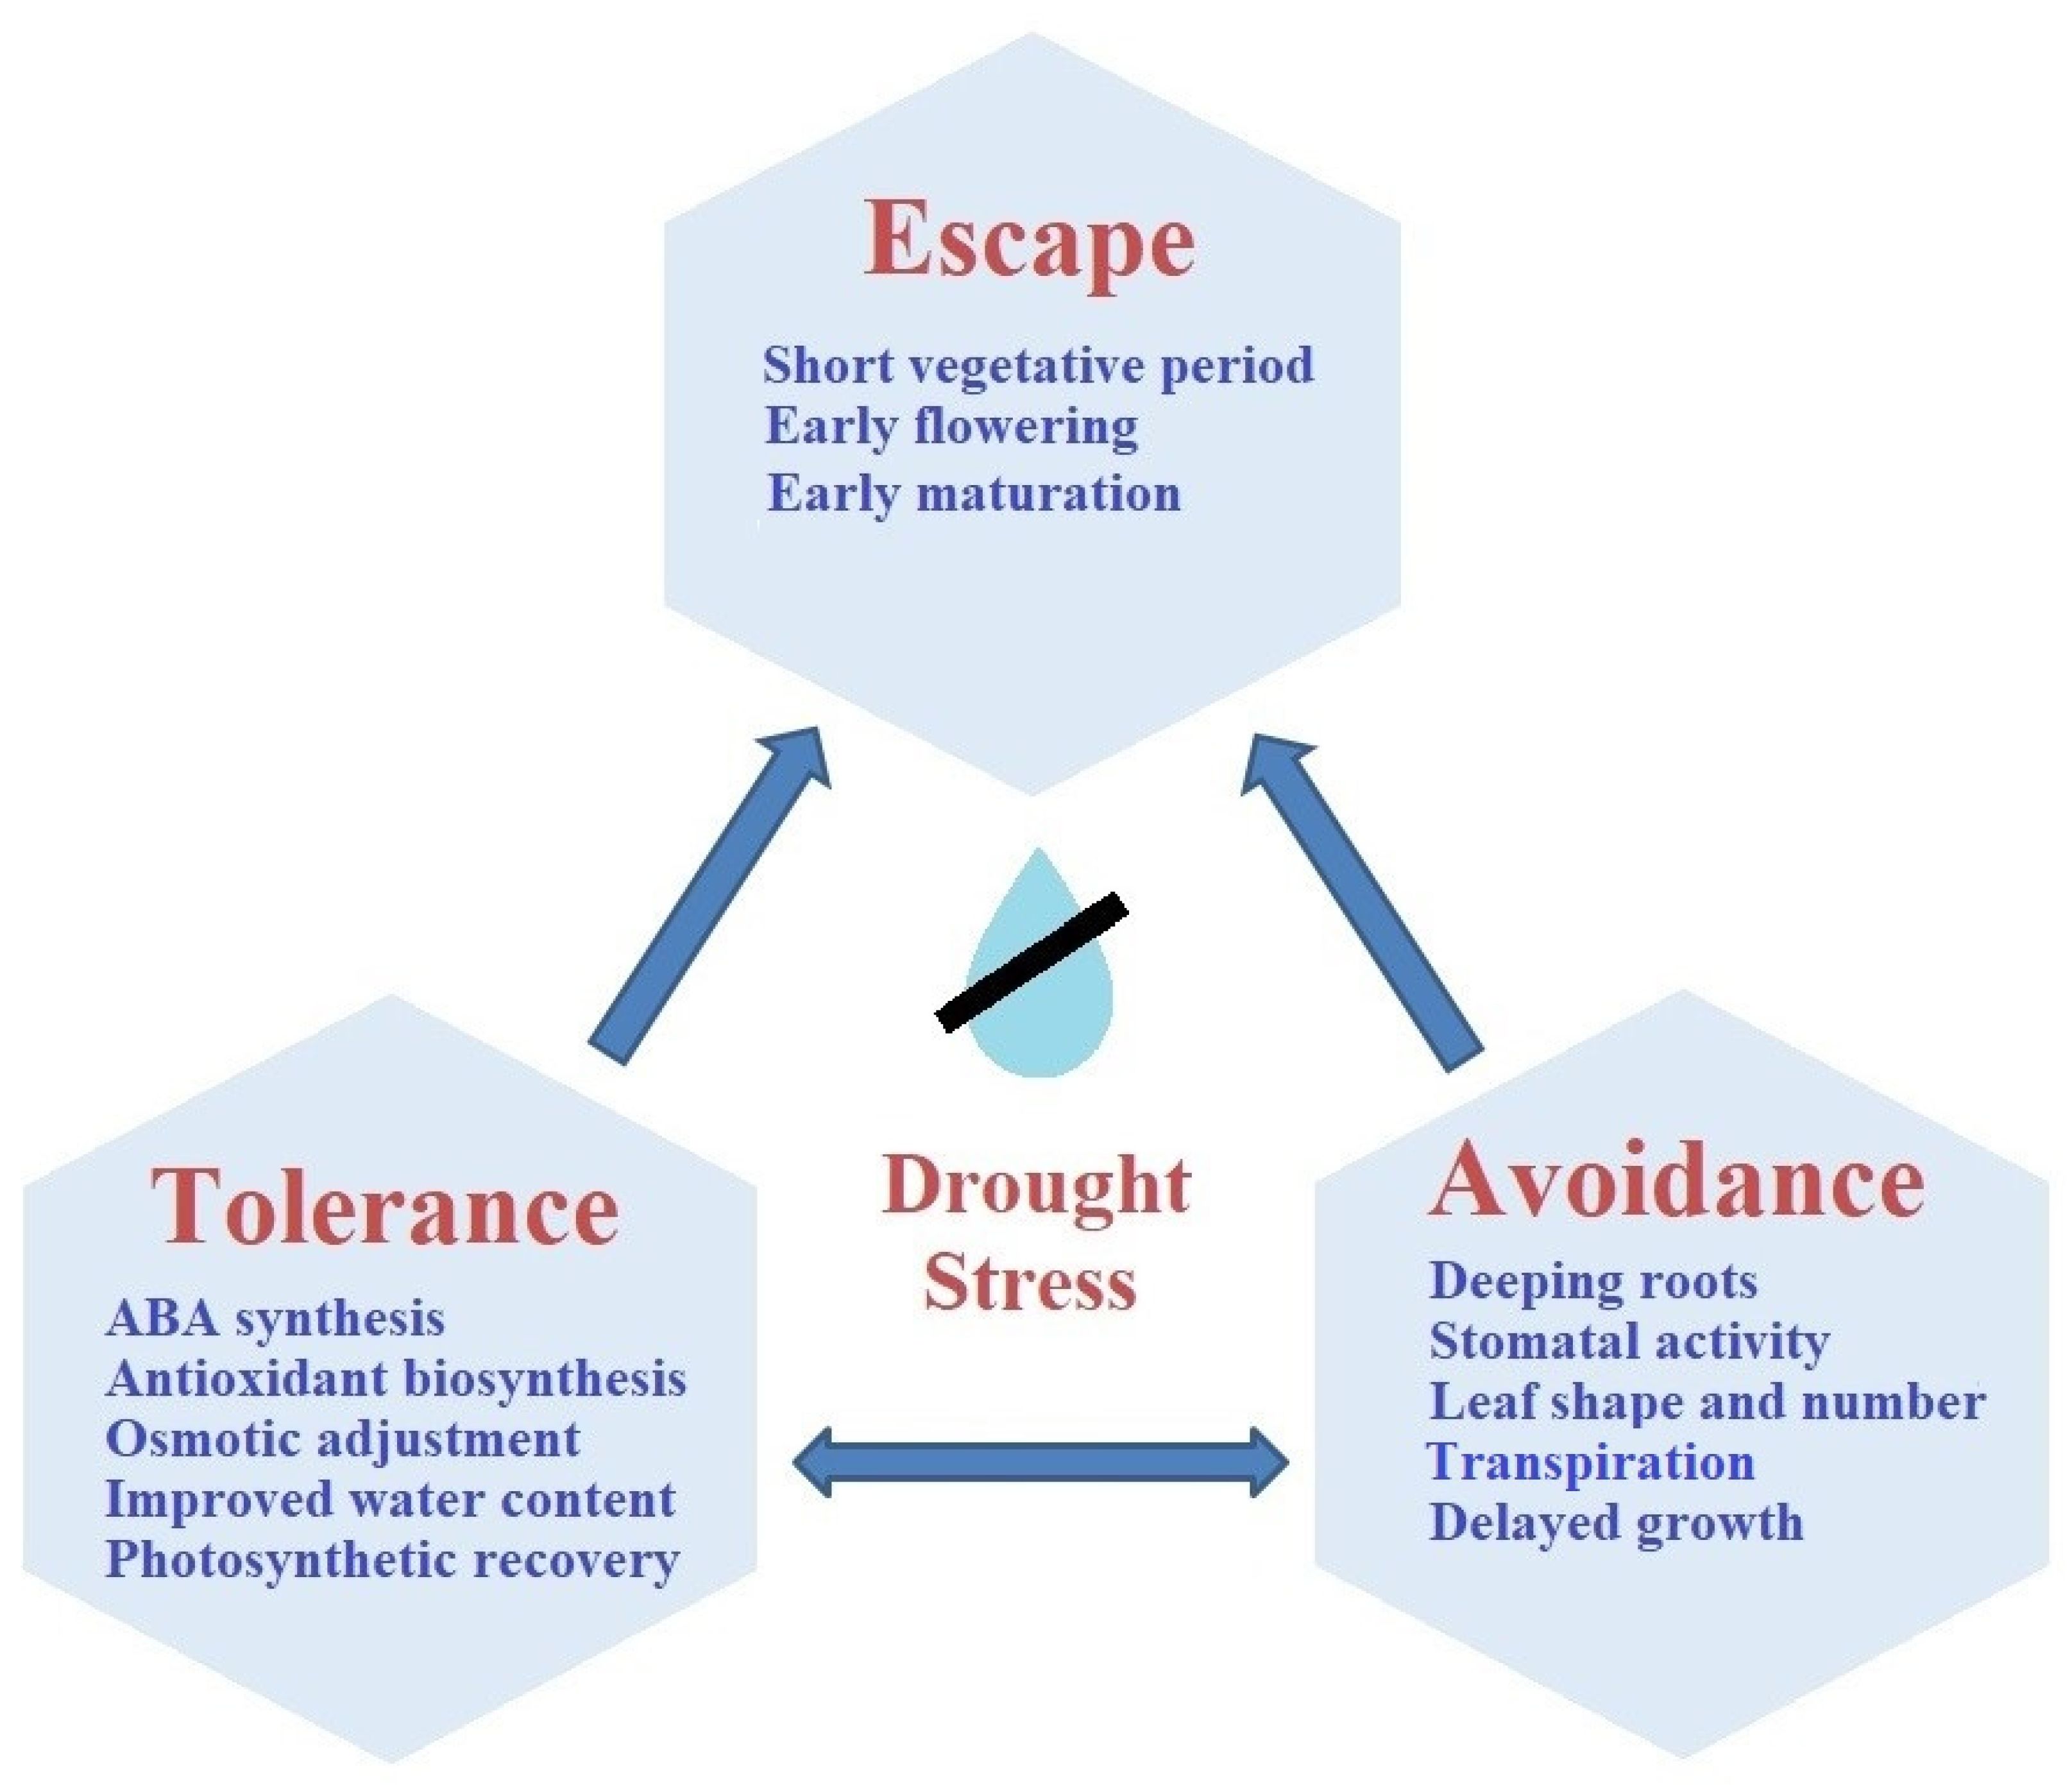 Escape
Short vegetative period
Early flowering
Early maturation
Tolerance
ABA synthesis
Antioxidant biosynthesis
Osmotic adjustment
Improved water content
Photosynthetic recovery
Drought
Stress
Avoidance
Deeping roots
Stomatal activity
Leaf shape and number
Transpiration
Delayed growth